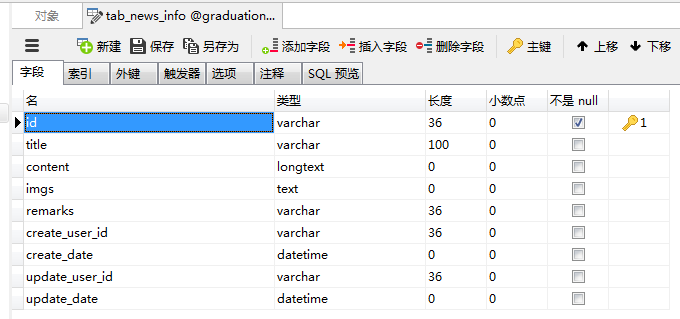 对象 tab_news_info @graduation...
新建 保存 另存为 添加字段 插入字段 删除字段 主键 上移 下移
字段 索引 外键 触发器 选项 注释 SQL 预览
名 类型 长度 小数点 不是 null
id varchar 36 0 1
title varchar 100 0
content longtext 0 0
imgs text 0 0
remarks varchar 36 0
create_user_id varchar 36 0
create_date datetime 0 0
update_user_id varchar 36 0
update_date datetime 0 0